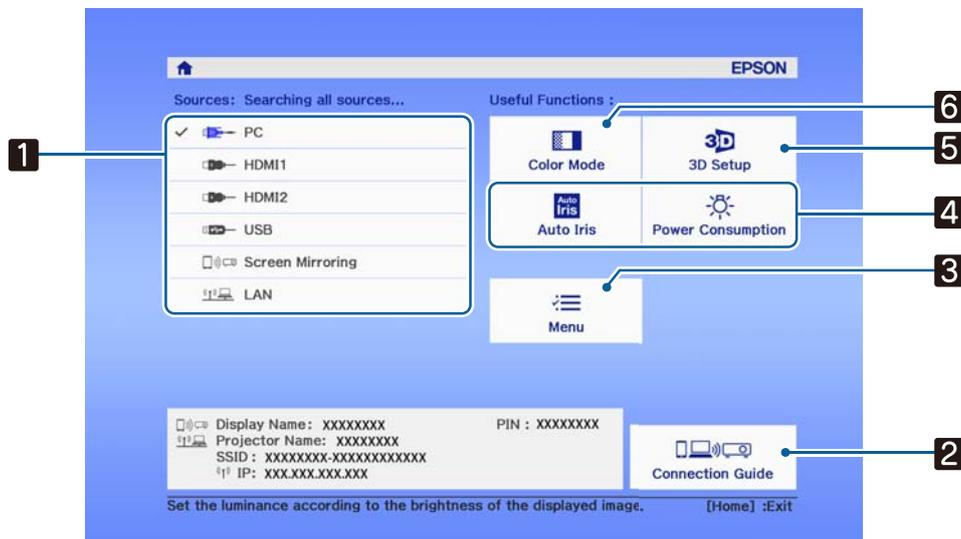 EPSON
Sources: Searching all sources...
Useful Functions :
PC
HDMI1
HDMI2
USB
Screen Mirroring
LAN
Color Mode
3D
3D Setup
Auto
Iris
Auto Iris
Power Consumption
Menu
Display Name: XXXXXXXX
PIN : XXXXXXXX
Projector Name: XXXXXXXX
SSID : XXXXXXXX-XXXXXXXXXXXX
IP: XXX.XXX.XXX.XXX
Connection Guide
Set the luminance according to the brightness of the displayed image.
[Home] :Exit
1
6
5
4
3
2